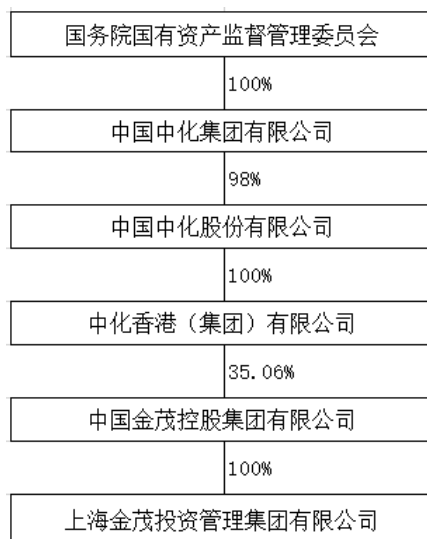 国务院国有资产监督管理委员会
100%
中国中化集团有限公司
98%
中国中化股份有限公司
100%
中化香港（集团）有限公司
35.06%
中国金茂控股集团有限公司
100%
上海金茂投资管理集团有限公司